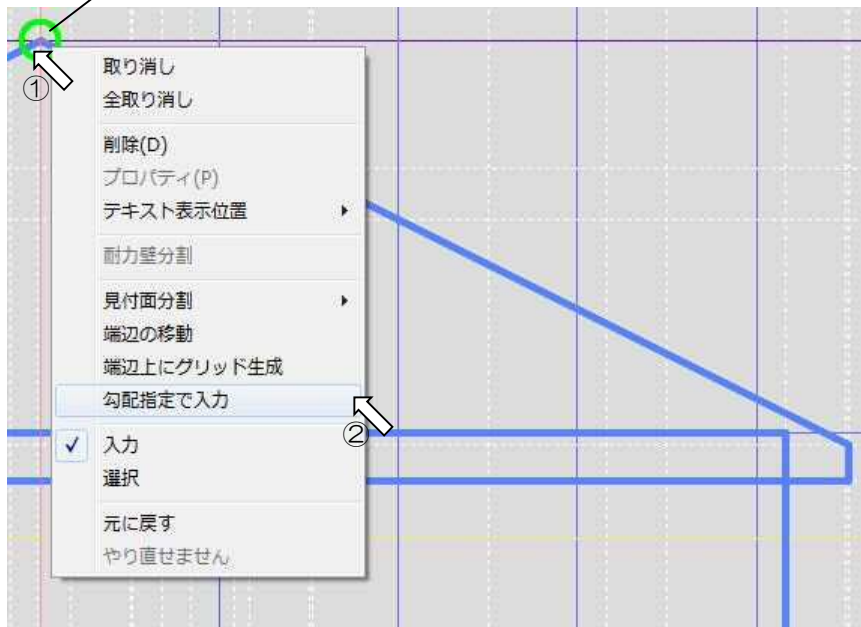 ①
取り消し
全取り消し
削除(D)
プロパティ(P)
テキスト表示位置
耐力壁分割
見付面分割
端辺の移動
端辺上にグリッド生成
勾配指定で入力
②
入力
選択
元に戻す
やり直せません